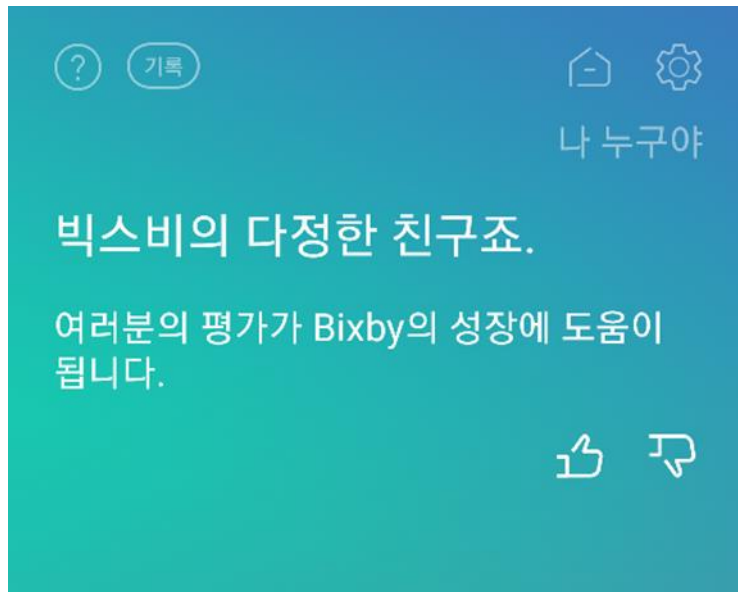 ?
기록
나 누구야
빅스비의 다정한 친구죠.
여러분의 평가가 Bixby의 성장에 도움이
됩니다.